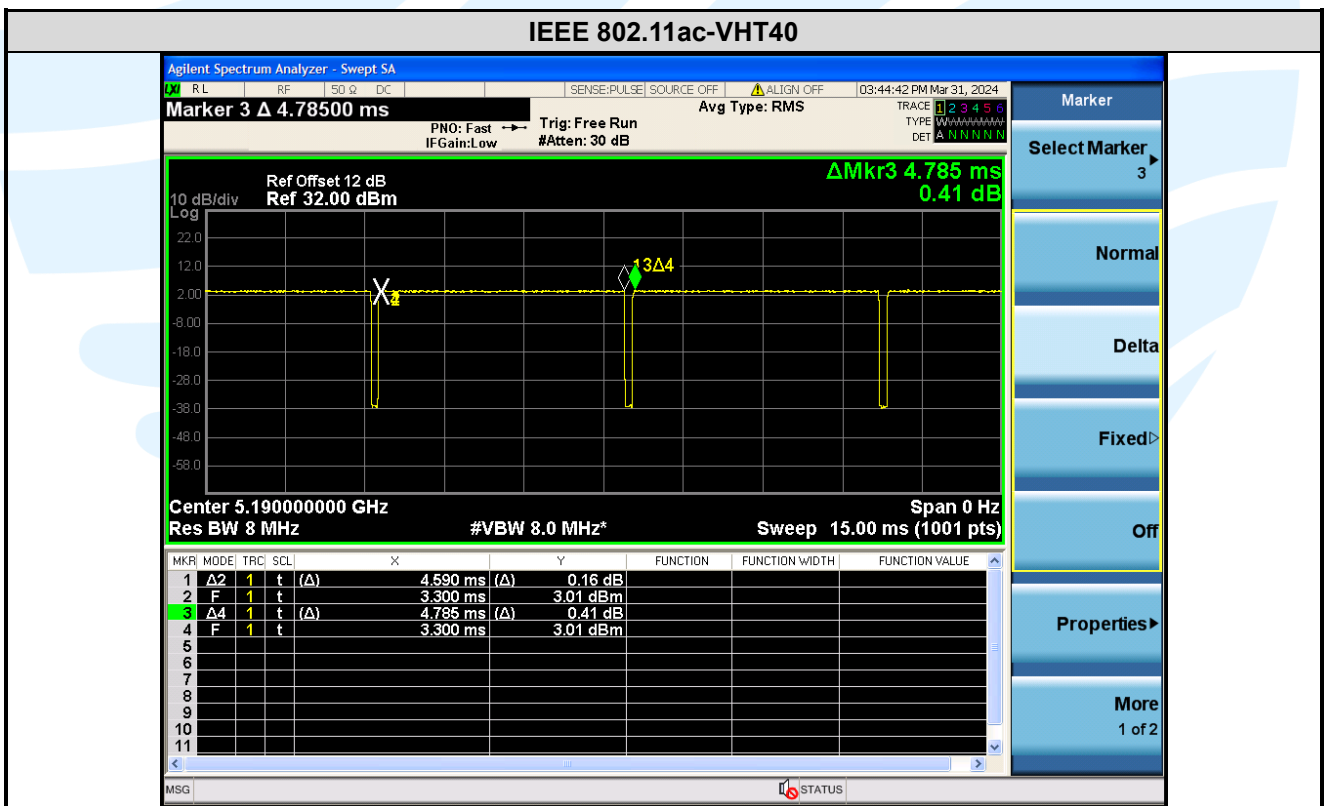 IEEE 802.11ac-VHT40
Agilent Spectrum Analyzer - Swept SA
LXI RL RF 50 Ω DC SENSE:PULSE SOURCE OFF ALIGN OFF 03:44:42 PM Mar 31, 2024
Marker 3 Δ 4.78500 ms
PNO: Fast
IFGain:Low
Trig: Free Run
#Atten: 30 dB
Avg Type: RMS
TRACE 1 2 3 4 5 6
TYPE
DET A N N N N N
ΔMkr3 4.785 ms
0.41 dB
10 dB/div
Log
Ref Offset 12 dB
Ref 32.00 dBm
22.0
12.0
2.00
-8.00
-18.0
-28.0
-38.0
-48.0
-58.0
13Δ4
Center 5.190000000 GHz Span 0 Hz
Res BW 8 MHz #VBW 8.0 MHz* Sweep 15.00 ms (1001 pts)
MKR MODE TRC SCL X Y FUNCTION FUNCTION WIDTH FUNCTION VALUE
1 Δ2 1 t (Δ) 4.590 ms (Δ) 0.16 dB
2 F 1 t 3.300 ms 3.01 dBm
3 Δ4 1 t (Δ) 4.785 ms (Δ) 0.41 dB
4 F 1 t 3.300 ms 3.01 dBm
5
6
7
8
9
10
11
MSG STATUS
Marker
Select Marker
3
Normal
Delta
Fixed
Off
Properties
More
1 of 2